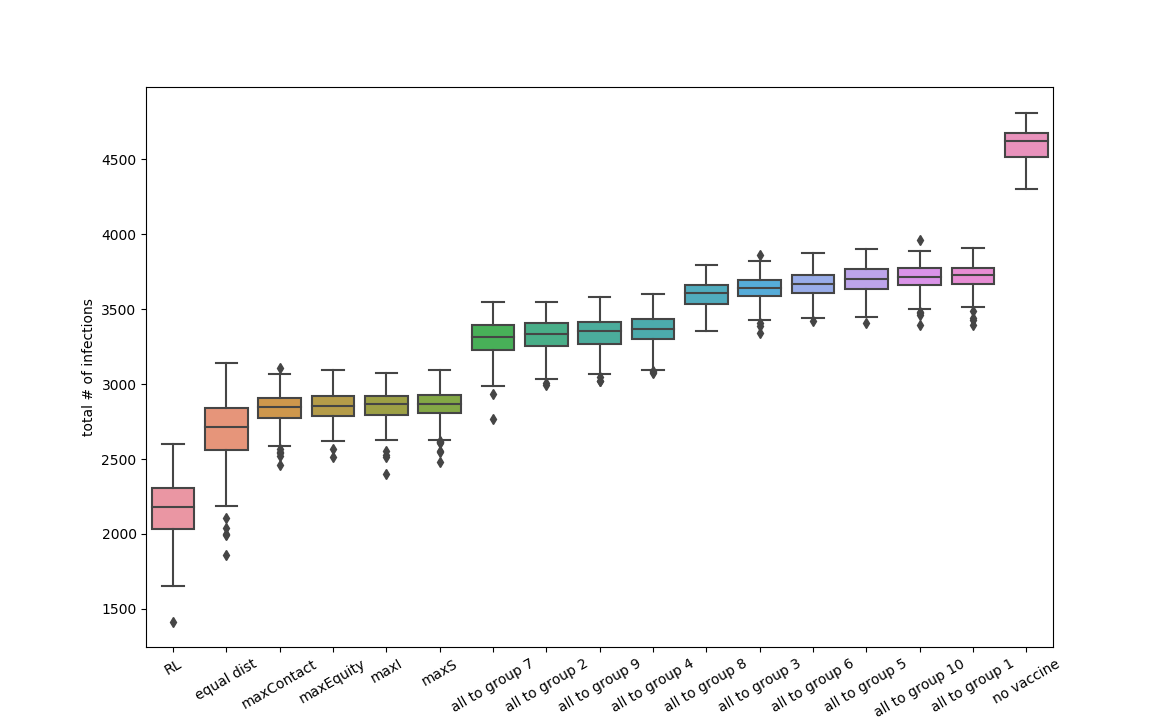 4500
4000
3500
3000
2500
2000
1500
total # of infections
RL
equal dist
maxContact
maxEquity
maxI
maxS
all to group 7
all to group 2
all to group 9
all to group 4
all to group 8
all to group 3
all to group 6
all to group 5
all to group 10
all to group 1
no vaccine